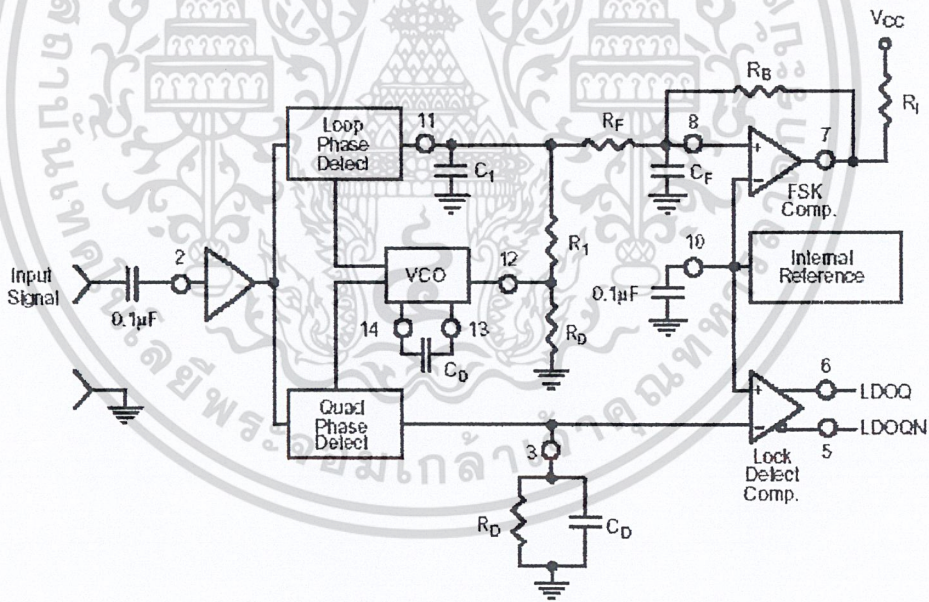 VCC
RB
RI
Loop
Phase
Detect
11
RF
8
7
C1
CF
FSK
Comp.
+
−
Input
Signal
2
0.1µF
VCO
12
R1
10
Internal
Reference
0.1µF
14
13
CD
RD
Quad
Phase
Detect
6
LDOQ
+
−
LDOQN
5
3
Lock
Detect
Comp.
RD
CD